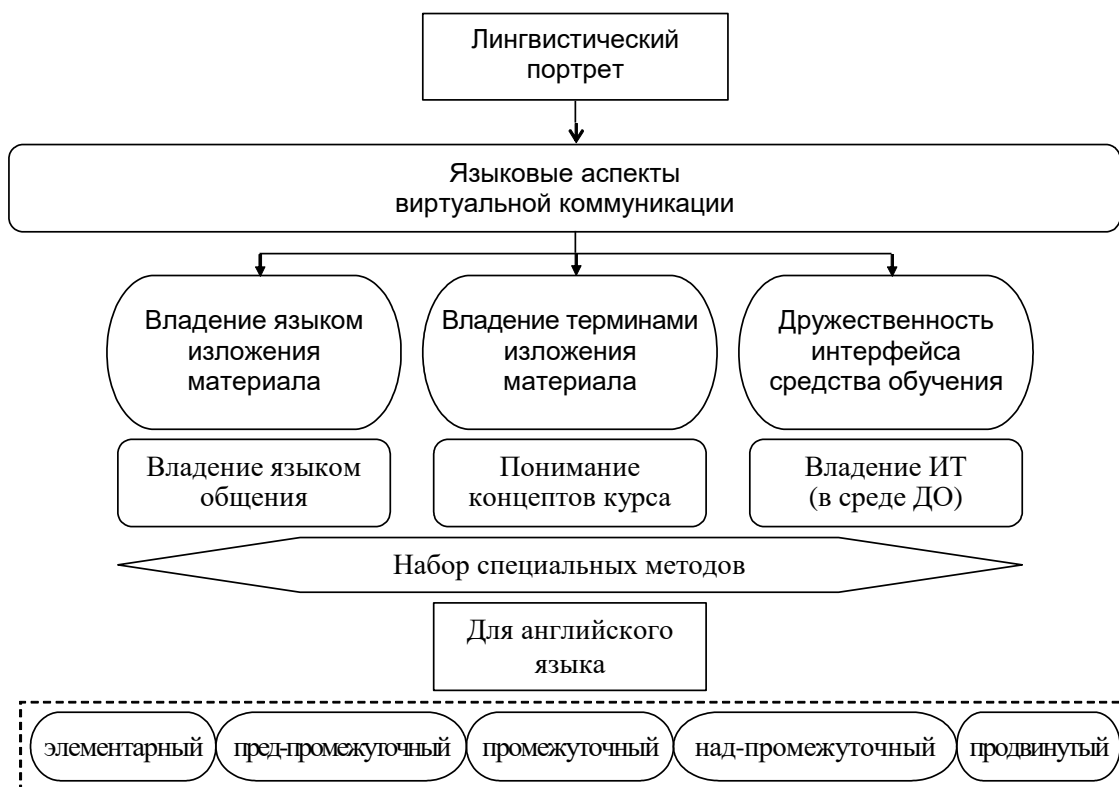 Лингвистический
портрет
Языковые аспекты
виртуальной коммуникации
Владение языком
изложения
материала
Владение терминами
изложения
материала
Дружественность
интерфейса
средства обучения
Владение языком
общения
Понимание
концептов курса
Владение ИТ
(в среде ДО)
Набор специальных методов
Для английского
языка
элементарный
пред-промежуточный
промежуточный
над-промежуточный
продвинутый